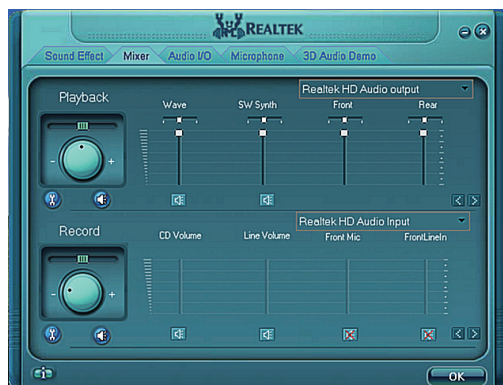 REALTEK
Sound Effect Mixer Audio I/O Microphone 3D Audio Demo
Realtek HD Audio output
Playback
Wave SW Synth Front Rear
- +
Realtek HD Audio Input
Record
CD Volume Line Volume Front Mic FrontLineIn
- +
i
OK